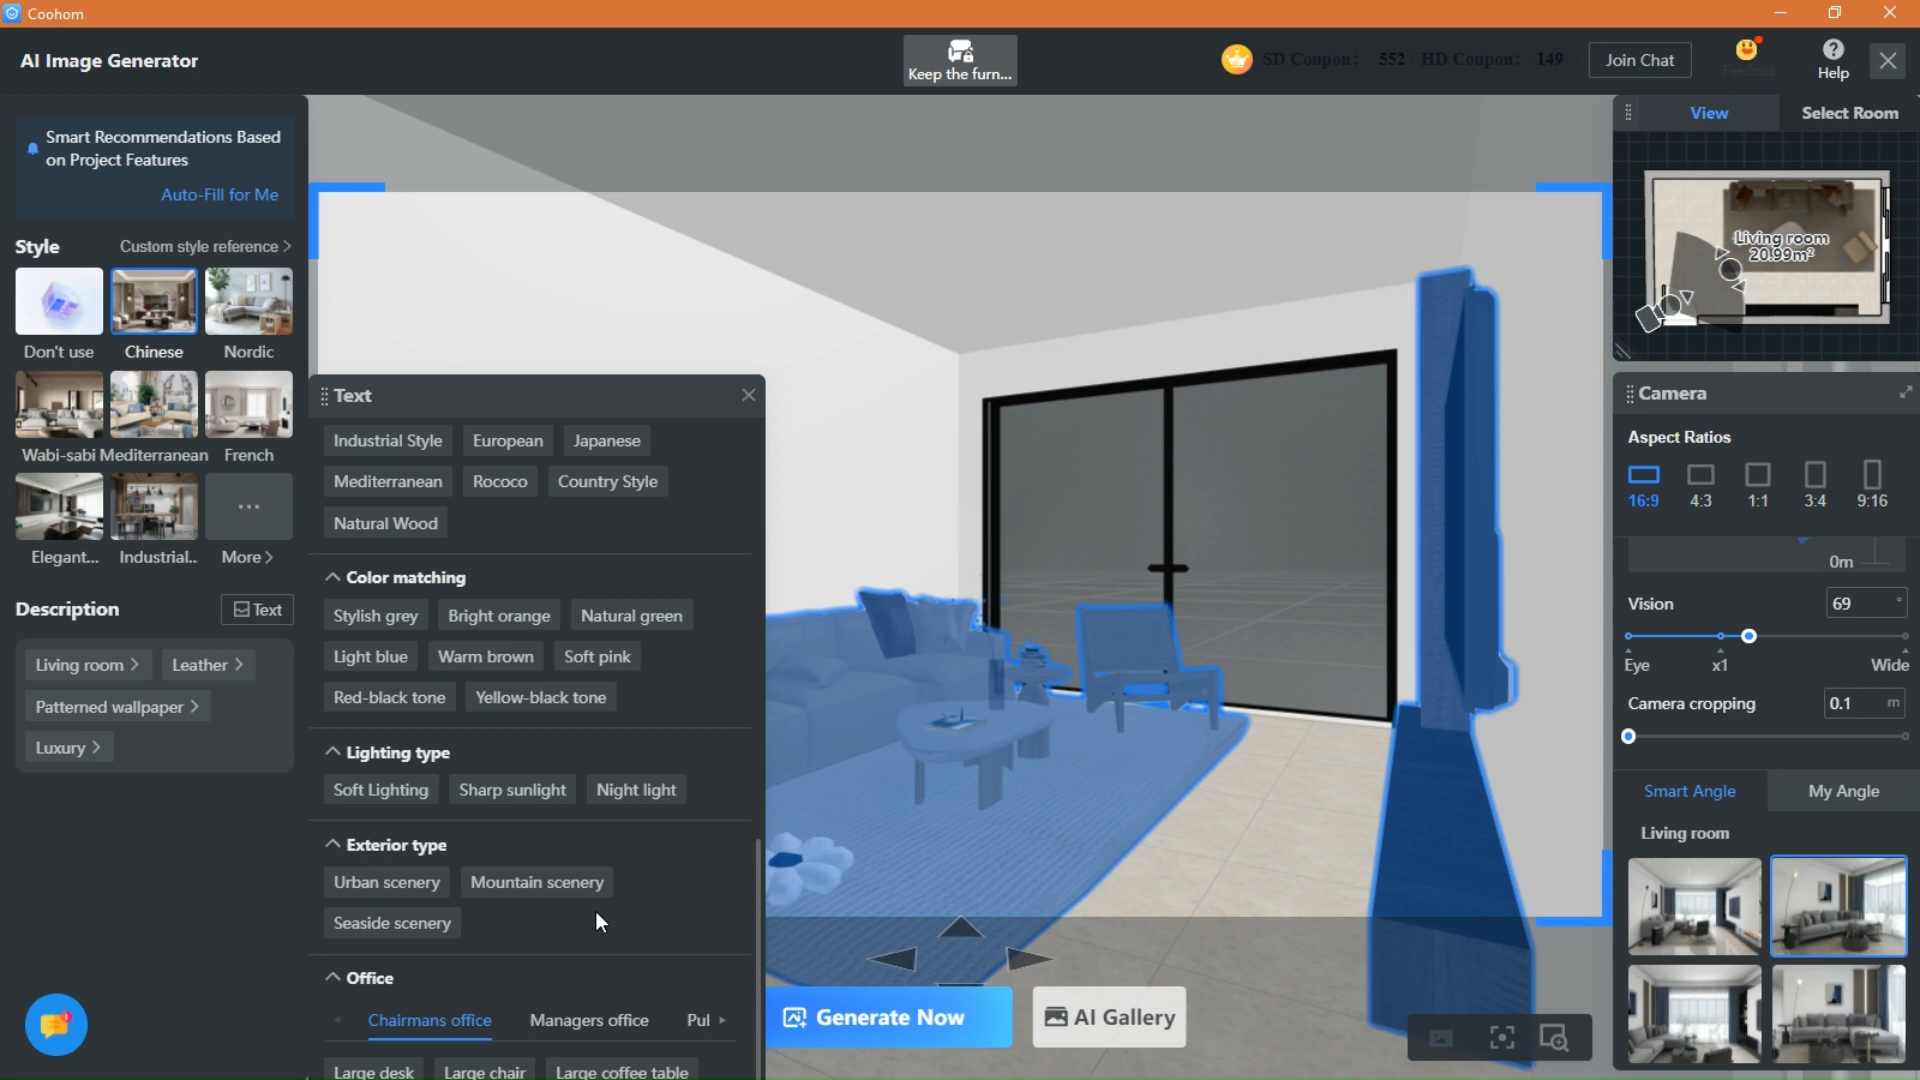 Coohom
AI Image Generator
Keep the furn...
SD Coupon: 552 HD Coupon: 149
Join Chat
Feedback
Help
Smart Recommendations Based
on Project Features
Auto-Fill for Me
Style
Custom style reference >
Don't use
Chinese
Nordic
Wabi-sabi
Mediterranean
French
Elegant...
Industrial..
More >
Description
Text
Living room >
Leather >
Patterned wallpaper >
Luxury >
Text
Industrial Style
European
Japanese
Mediterranean
Rococo
Country Style
Natural Wood
Color matching
Stylish grey
Bright orange
Natural green
Light blue
Warm brown
Soft pink
Red-black tone
Yellow-black tone
Lighting type
Soft Lighting
Sharp sunlight
Night light
Exterior type
Urban scenery
Mountain scenery
Seaside scenery
Office
Chairmans office
Managers office
Pul
Large desk
Large chair
Large coffee table
Generate Now
AI Gallery
View
Select Room
Living room
20.99m²
Camera
Aspect Ratios
16:9
4:3
1:1
3:4
9:16
0m
Vision
69 °
Eye
x1
Wide
Camera cropping
0.1 m
Smart Angle
My Angle
Living room